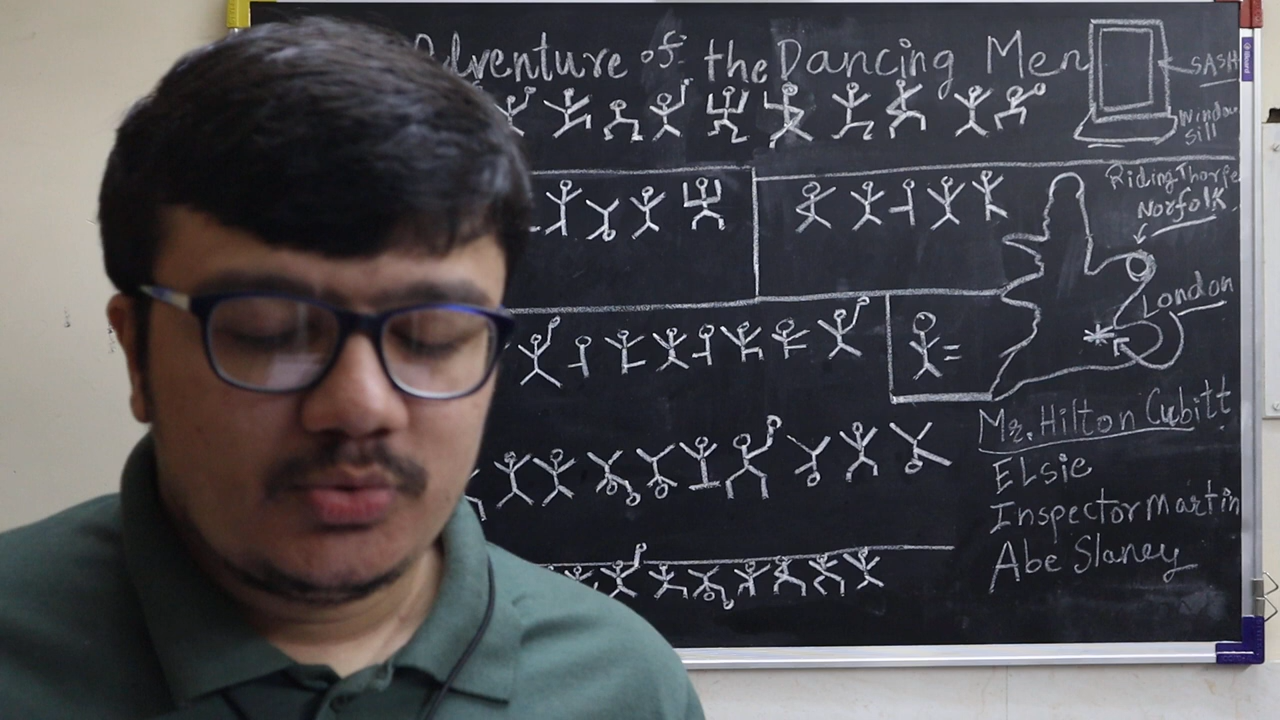 Adventure of the Dancing Men
SASH
Window
Sill
Riding Thorpe
Norfolk.
London
=
Mr. Hilton Cubitt
Elsie
Inspector Martin
Abe Slaney